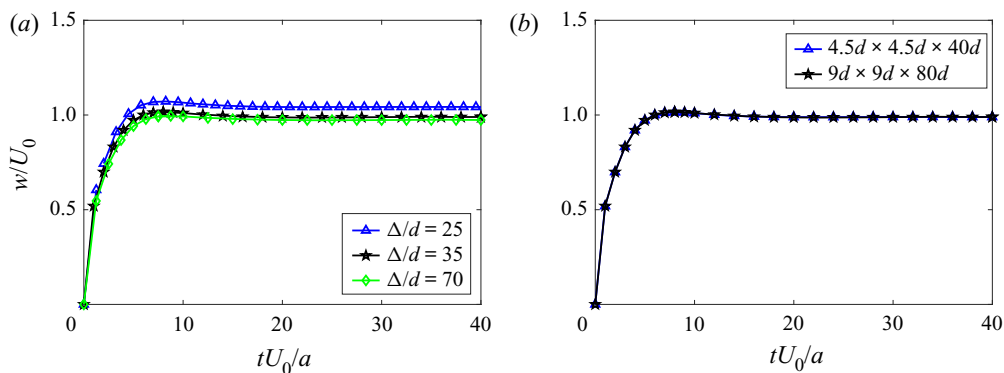 (a)
1.5
1.0
0.5
0
10
20
30
40
w/U₀
tU₀/a
Δ/d = 25
Δ/d = 35
Δ/d = 70
(b)
1.5
1.0
0.5
0
10
20
30
40
tU₀/a
4.5d × 4.5d × 40d
9d × 9d × 80d